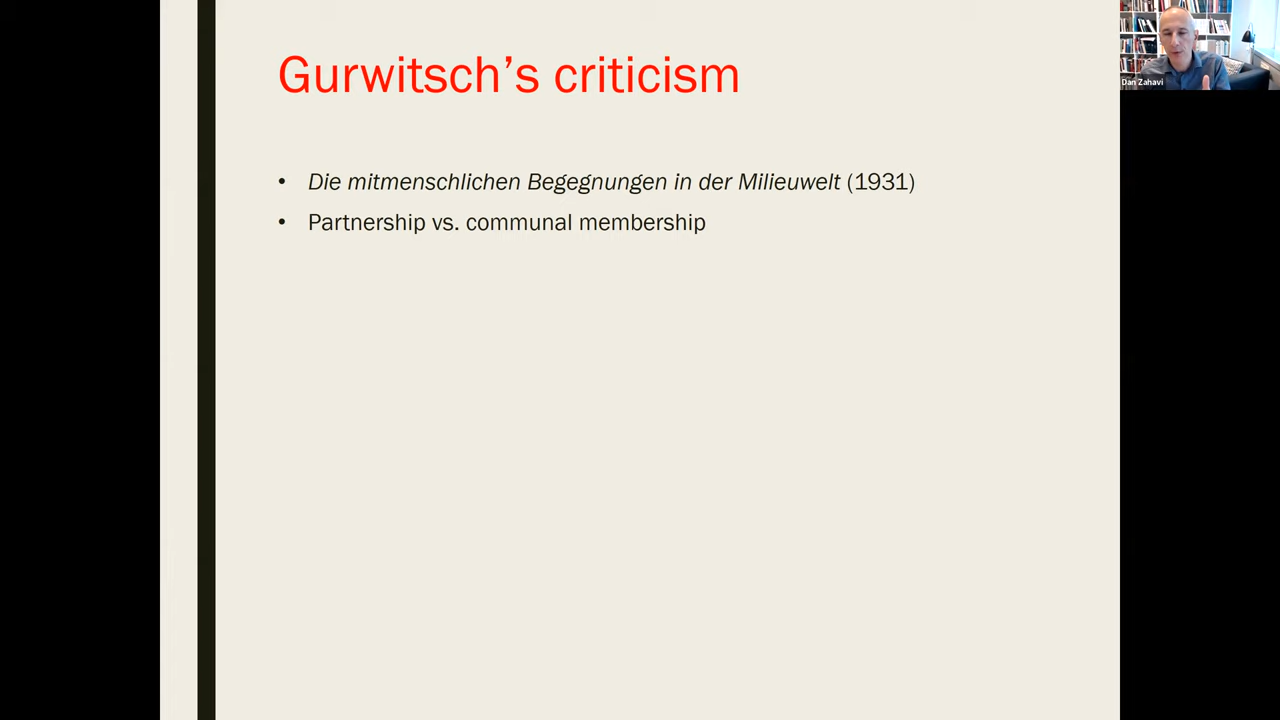 Gurwitsch's criticism
Dan Zahavi
• Die mitmenschlichen Begegnungen in der Milieuwelt (1931)
• Partnership vs. communal membership